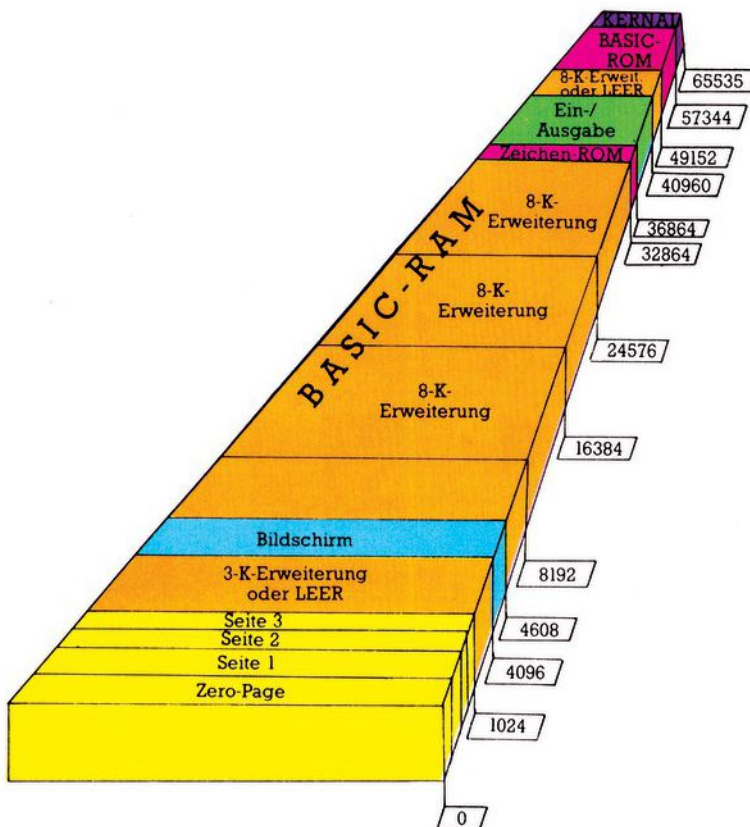 KERNAL
BASIC-
ROM
8-K-Erweit.
oder LEER
65535
Ein-/
Ausgabe
57344
Zeichen-ROM
49152
40960
8-K-
Erweiterung
36864
32864
BASIC-RAM
8-K-
Erweiterung
24576
8-K-
Erweiterung
16384
Bildschirm
3-K-Erweiterung
oder LEER
8192
Seite 3
4608
Seite 2
Seite 1
4096
Zero-Page
1024
0